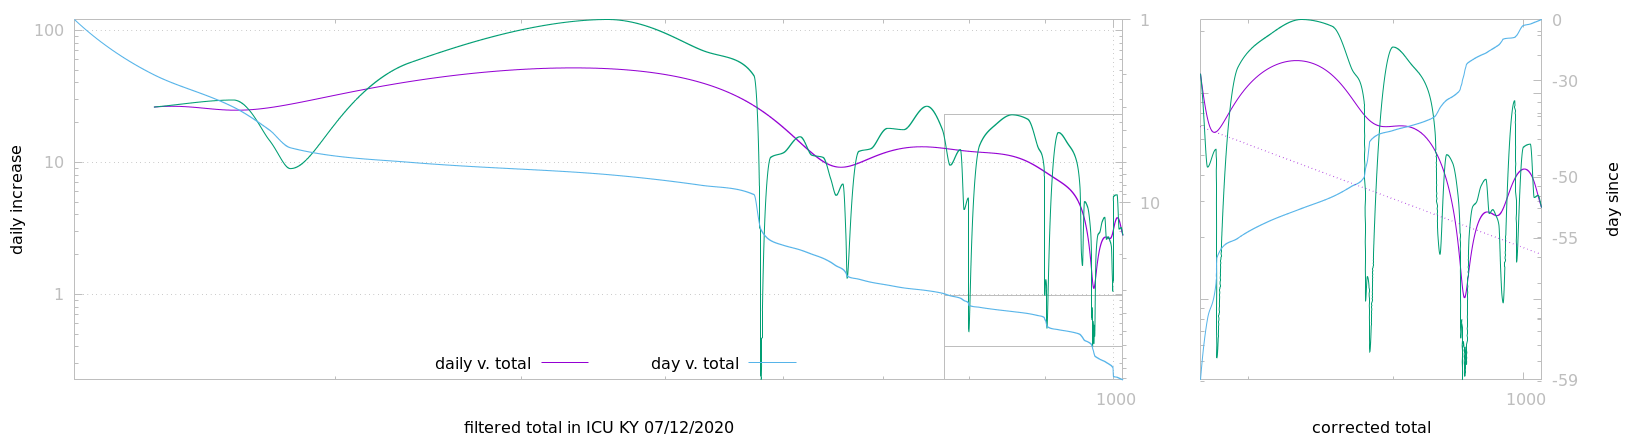 100
10
1
daily increase
daily v. total
day v. total
1000
filtered total in ICU KY 07/12/2020
1
10
0
-30
-50
-55
-59
day since
1000
corrected total